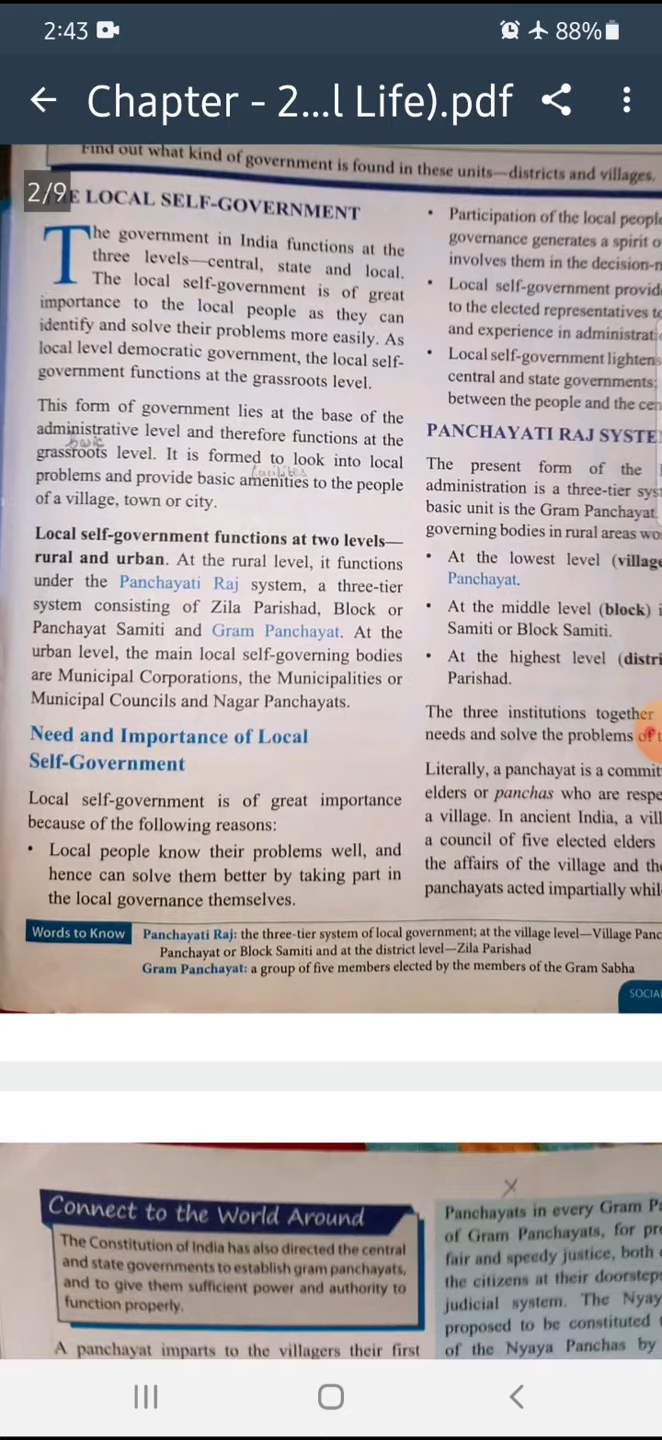 2:43
88%
Chapter - 2...l Life).pdf
Find out what kind of government is found in these units—districts and villages.
2/9
E LOCAL SELF-GOVERNMENT
The government in India functions at the
three levels—central, state and local.
The local self-government is of great
importance to the local people as they can
identify and solve their problems more easily. As
local level democratic government, the local self-
government functions at the grassroots level.
This form of government lies at the base of the
administrative level and therefore functions at the
basic
grassroots level. It is formed to look into local
facilities
problems and provide basic amenities to the people
of a village, town or city.
Local self-government functions at two levels—
rural and urban. At the rural level, it functions
under the Panchayati Raj system, a three-tier
system consisting of Zila Parishad, Block or
Panchayat Samiti and Gram Panchayat. At the
urban level, the main local self-governing bodies
are Municipal Corporations, the Municipalities or
Municipal Councils and Nagar Panchayats.
Need and Importance of Local
Self-Government
Local self-government is of great importance
because of the following reasons:
• Local people know their problems well, and
hence can solve them better by taking part in
the local governance themselves.
• Participation of the local people
governance generates a spirit o
involves them in the decision-
• Local self-government provid
to the elected representatives t
and experience in administrat
• Local self-government lightens
central and state governments;
between the people and the cen
PANCHAYATI RAJ SYSTE
The present form of the
administration is a three-tier sys
basic unit is the Gram Panchayat.
governing bodies in rural areas wo
• At the lowest level (village
Panchayat.
• At the middle level (block) i
Samiti or Block Samiti.
• At the highest level (distri
Parishad.
The three institutions together
needs and solve the problems of
Literally, a panchayat is a commit
elders or panchas who are respe
a village. In ancient India, a vill
a council of five elected elders
the affairs of the village and the
panchayats acted impartially whil
Words to Know
Panchayati Raj: the three-tier system of local government; at the village level—Village Panc
Panchayat or Block Samiti and at the district level—Zila Parishad
Gram Panchayat: a group of five members elected by the members of the Gram Sabha
SOCIA
Connect to the World Around
The Constitution of India has also directed the central
and state governments to establish gram panchayats,
and to give them sufficient power and authority to
function properly.
A panchayat imparts to the villagers their first
Panchayats in every Gram Pa
of Gram Panchayats, for pr
fair and speedy justice, both
the citizens at their doorstep
judicial system. The Nyay
proposed to be constituted
of the Nyaya Panchas by